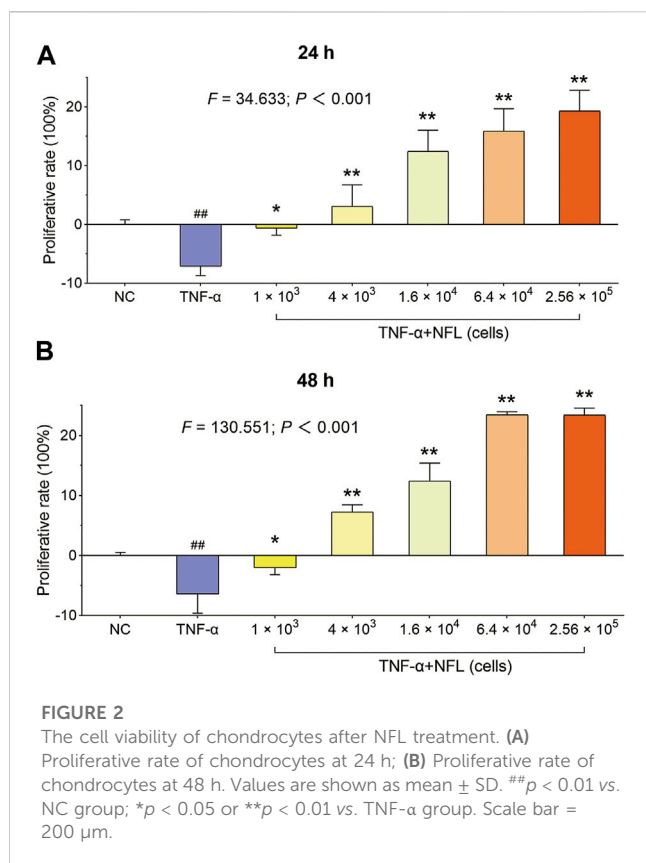 A
24 h
F = 34.633; P < 0.001
Proliferative rate (100%)
20
10
0
-10
##
*
**
**
**
**
NC TNF-α 1 × 10³ 4 × 10³ 1.6 × 10⁴ 6.4 × 10⁴ 2.56 × 10⁵
TNF-α+NFL (cells)
B
48 h
F = 130.551; P < 0.001
Proliferative rate (100%)
20
10
0
-10
##
*
**
**
**
**
NC TNF-α 1 × 10³ 4 × 10³ 1.6 × 10⁴ 6.4 × 10⁴ 2.56 × 10⁵
TNF-α+NFL (cells)
FIGURE 2
The cell viability of chondrocytes after NFL treatment. (A)
Proliferative rate of chondrocytes at 24 h; (B) Proliferative rate of
chondrocytes at 48 h. Values are shown as mean ± SD. ##p < 0.01 vs.
NC group; *p < 0.05 or **p < 0.01 vs. TNF-α group. Scale bar =
200 μm.